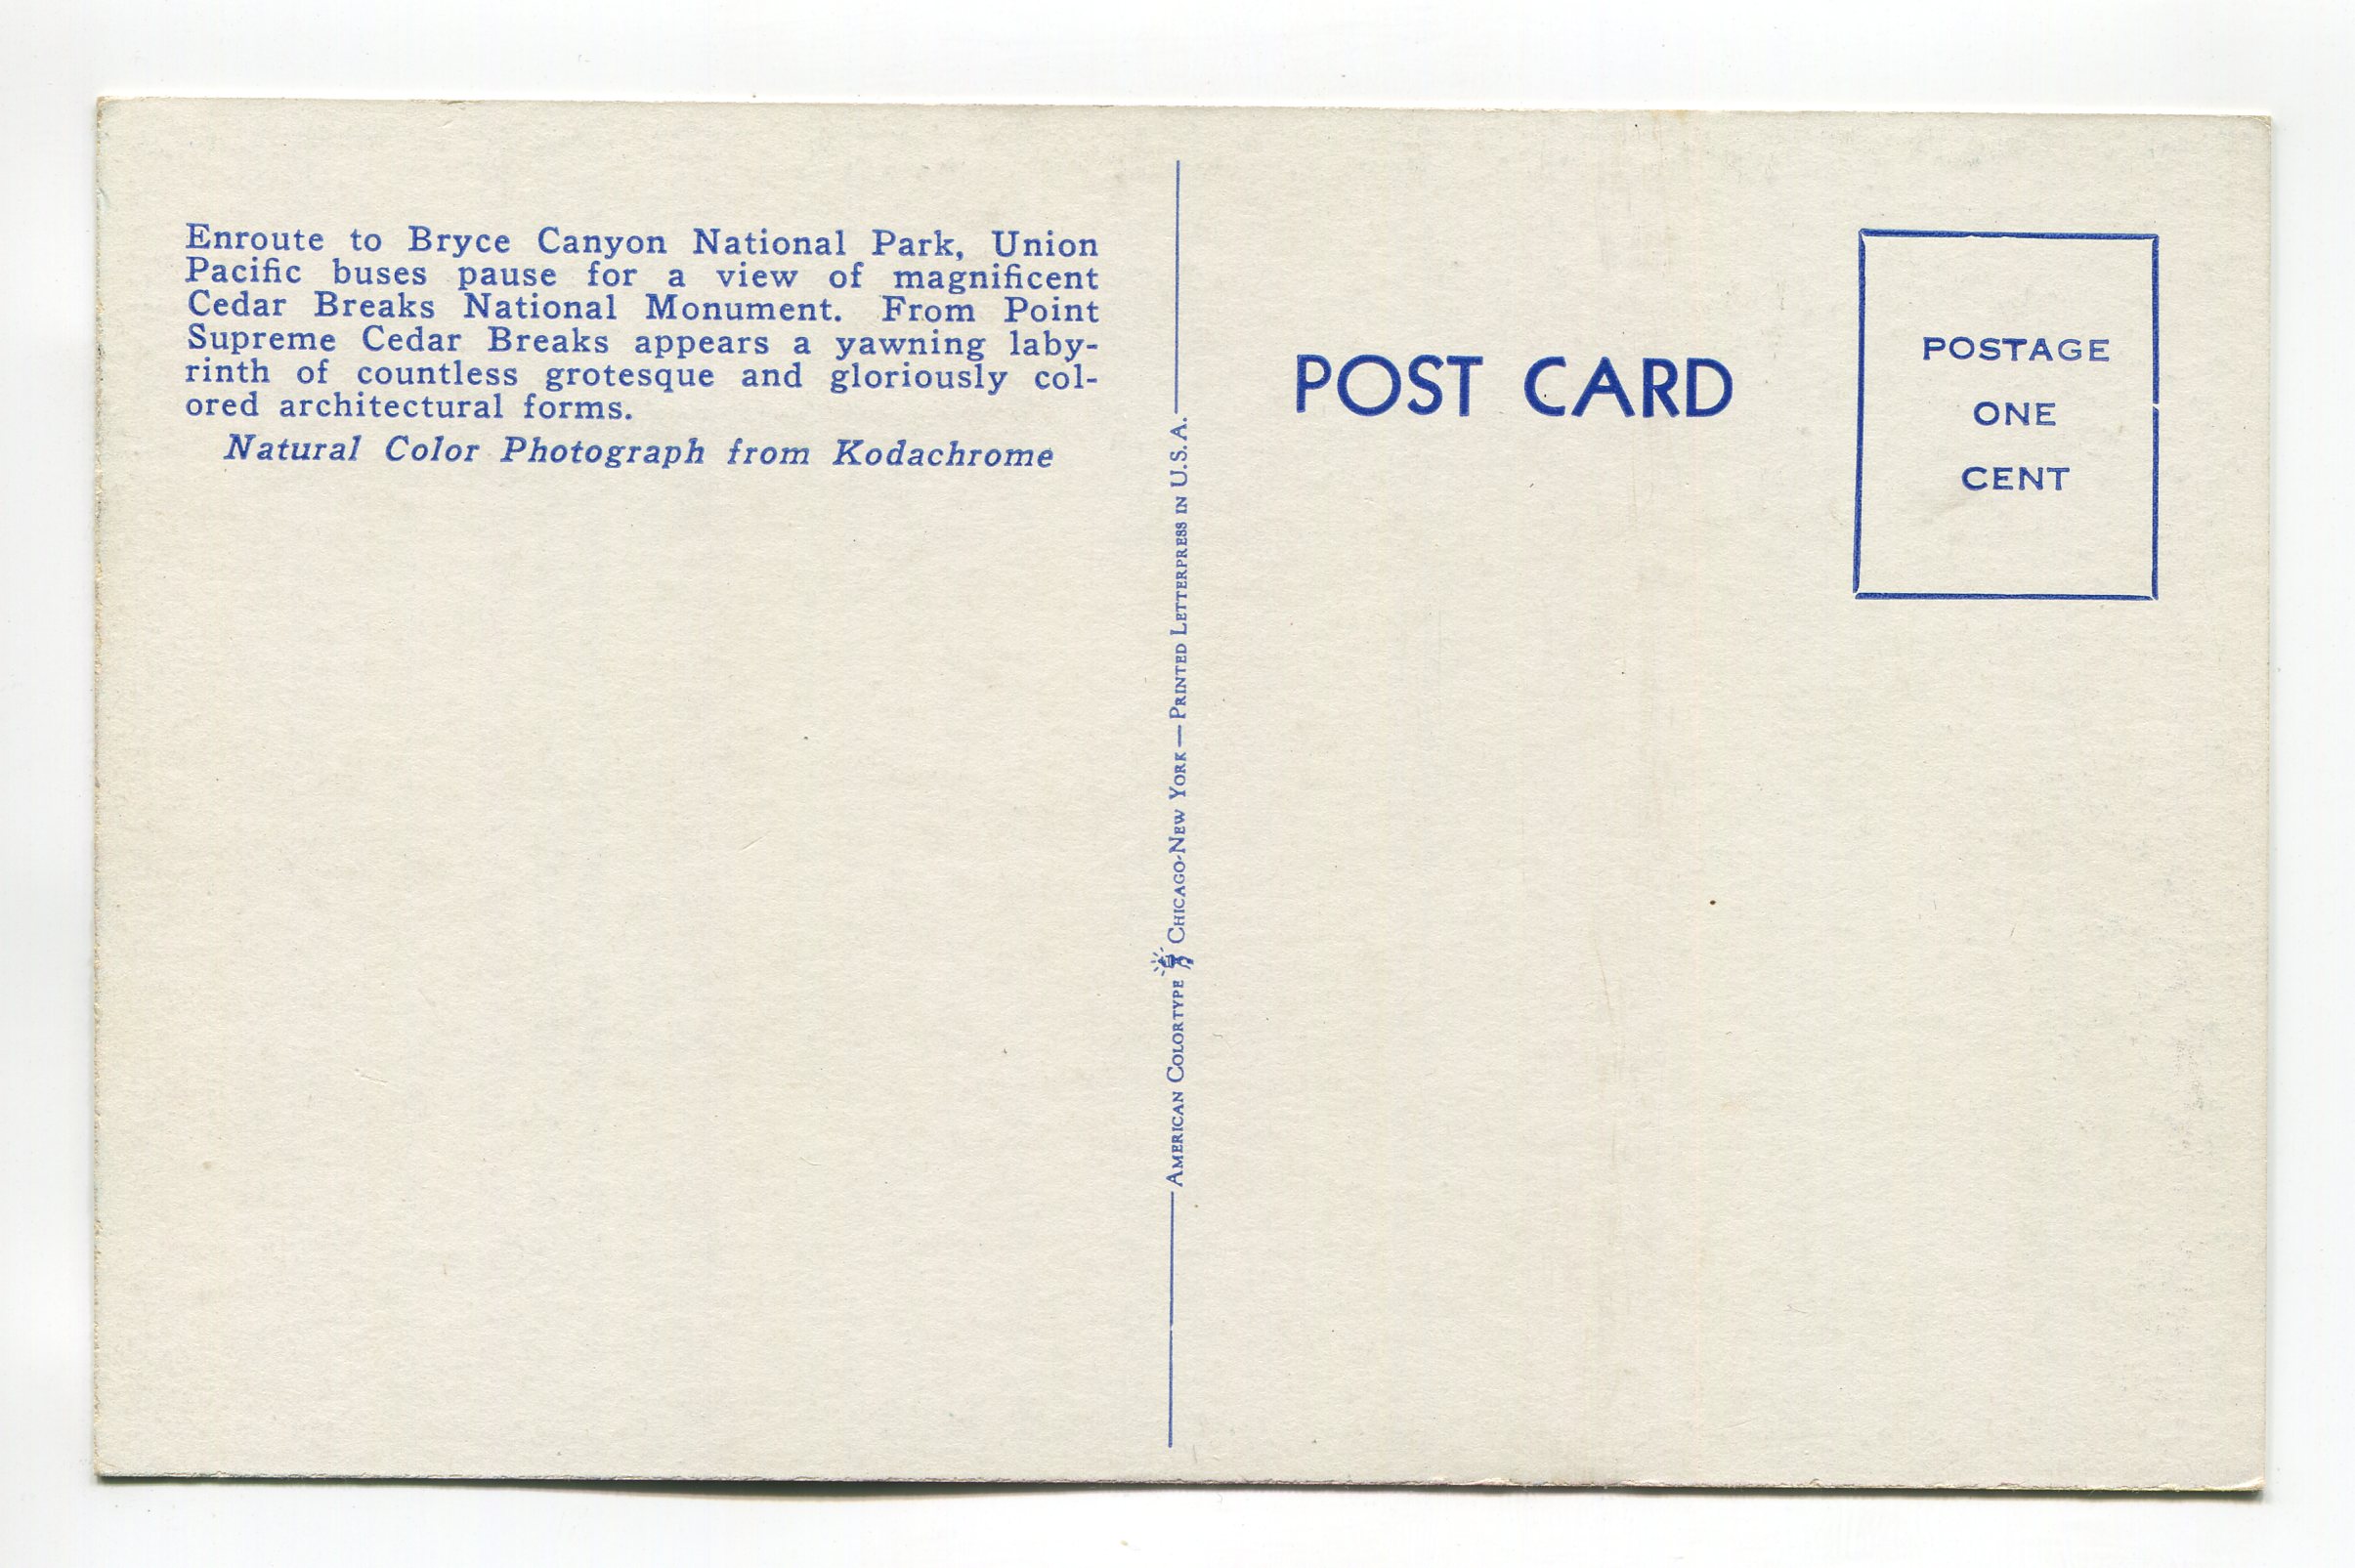 Enroute to Bryce Canyon National Park, Union
Pacific buses pause for a view of magnificent
Cedar Breaks National Monument. From Point
Supreme Cedar Breaks appears a yawning laby-
rinth of countless grotesque and gloriously col-
ored architectural forms.
Natural Color Photograph from Kodachrome
American Colortype Chicago-New York — Printed Letterpress in U.S.A.
POST CARD
POSTAGE
ONE
CENT